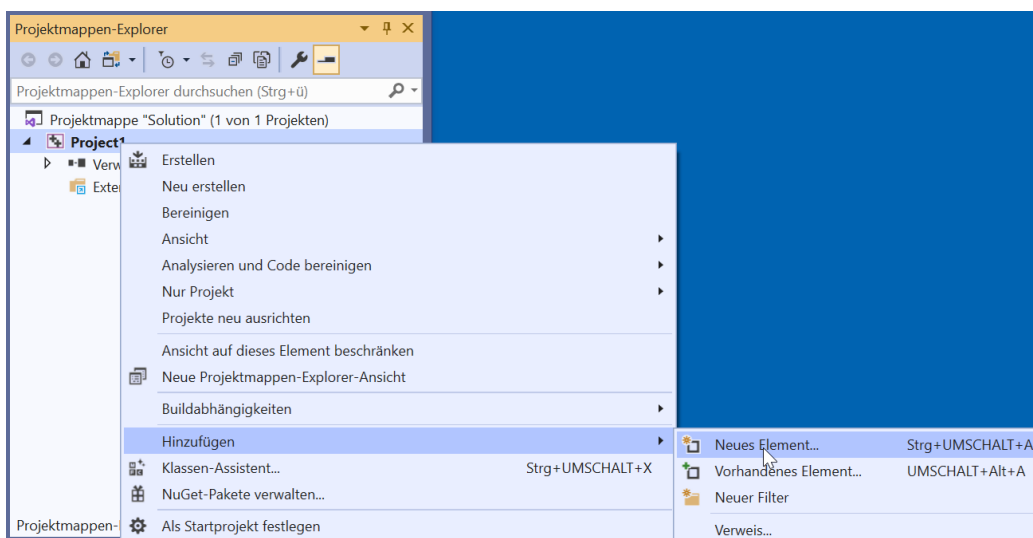 Projektmappen-Explorer
Projektmappen-Explorer durchsuchen (Strg+ü)
Projektmappe "Solution" (1 von 1 Projekten)
Project1
Verw
Exter
Erstellen
Neu erstellen
Bereinigen
Ansicht
Analysieren und Code bereinigen
Nur Projekt
Projekte neu ausrichten
Ansicht auf dieses Element beschränken
Neue Projektmappen-Explorer-Ansicht
Buildabhängigkeiten
Hinzufügen
Klassen-Assistent... Strg+UMSCHALT+X
NuGet-Pakete verwalten...
Als Startprojekt festlegen
Neues Element... Strg+UMSCHALT+A
Vorhandenes Element... UMSCHALT+Alt+A
Neuer Filter
Verweis...
Projektmappen-